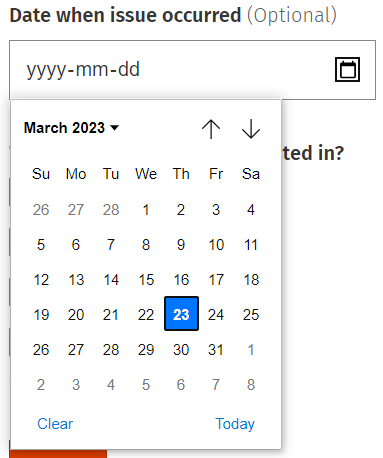 Date when issue occurred (Optional)
yyyy-mm-dd
March 2023
ted in?
Su Mo Tu We Th Fr Sa
26 27 28 1 2 3 4
5 6 7 8 9 10 11
12 13 14 15 16 17 18
19 20 21 22 23 24 25
26 27 28 29 30 31 1
2 3 4 5 6 7 8
Clear Today